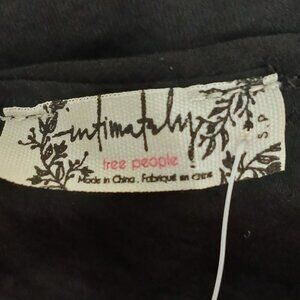 intimately
free people
Made in China . Fabriqué en chine
S P